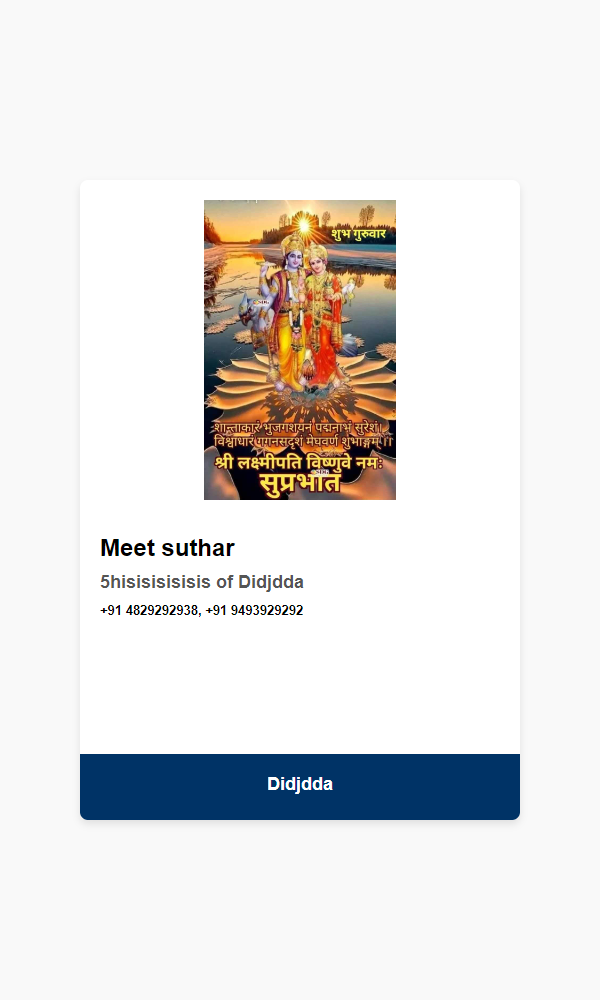 शुभ गुरुवार
शान्ताकारं भुजगशयनं पद्मनाभं सुरेशं।
विश्वाधारं गगनसदृशं मेघवर्णं शुभाङ्गम्
श्री लक्ष्मीपति विष्णुवे नमः
सुप्रभात
Meet suthar
5hisisisisisis of Didjdda
+91 4829292938, +91 9493929292
Didjdda